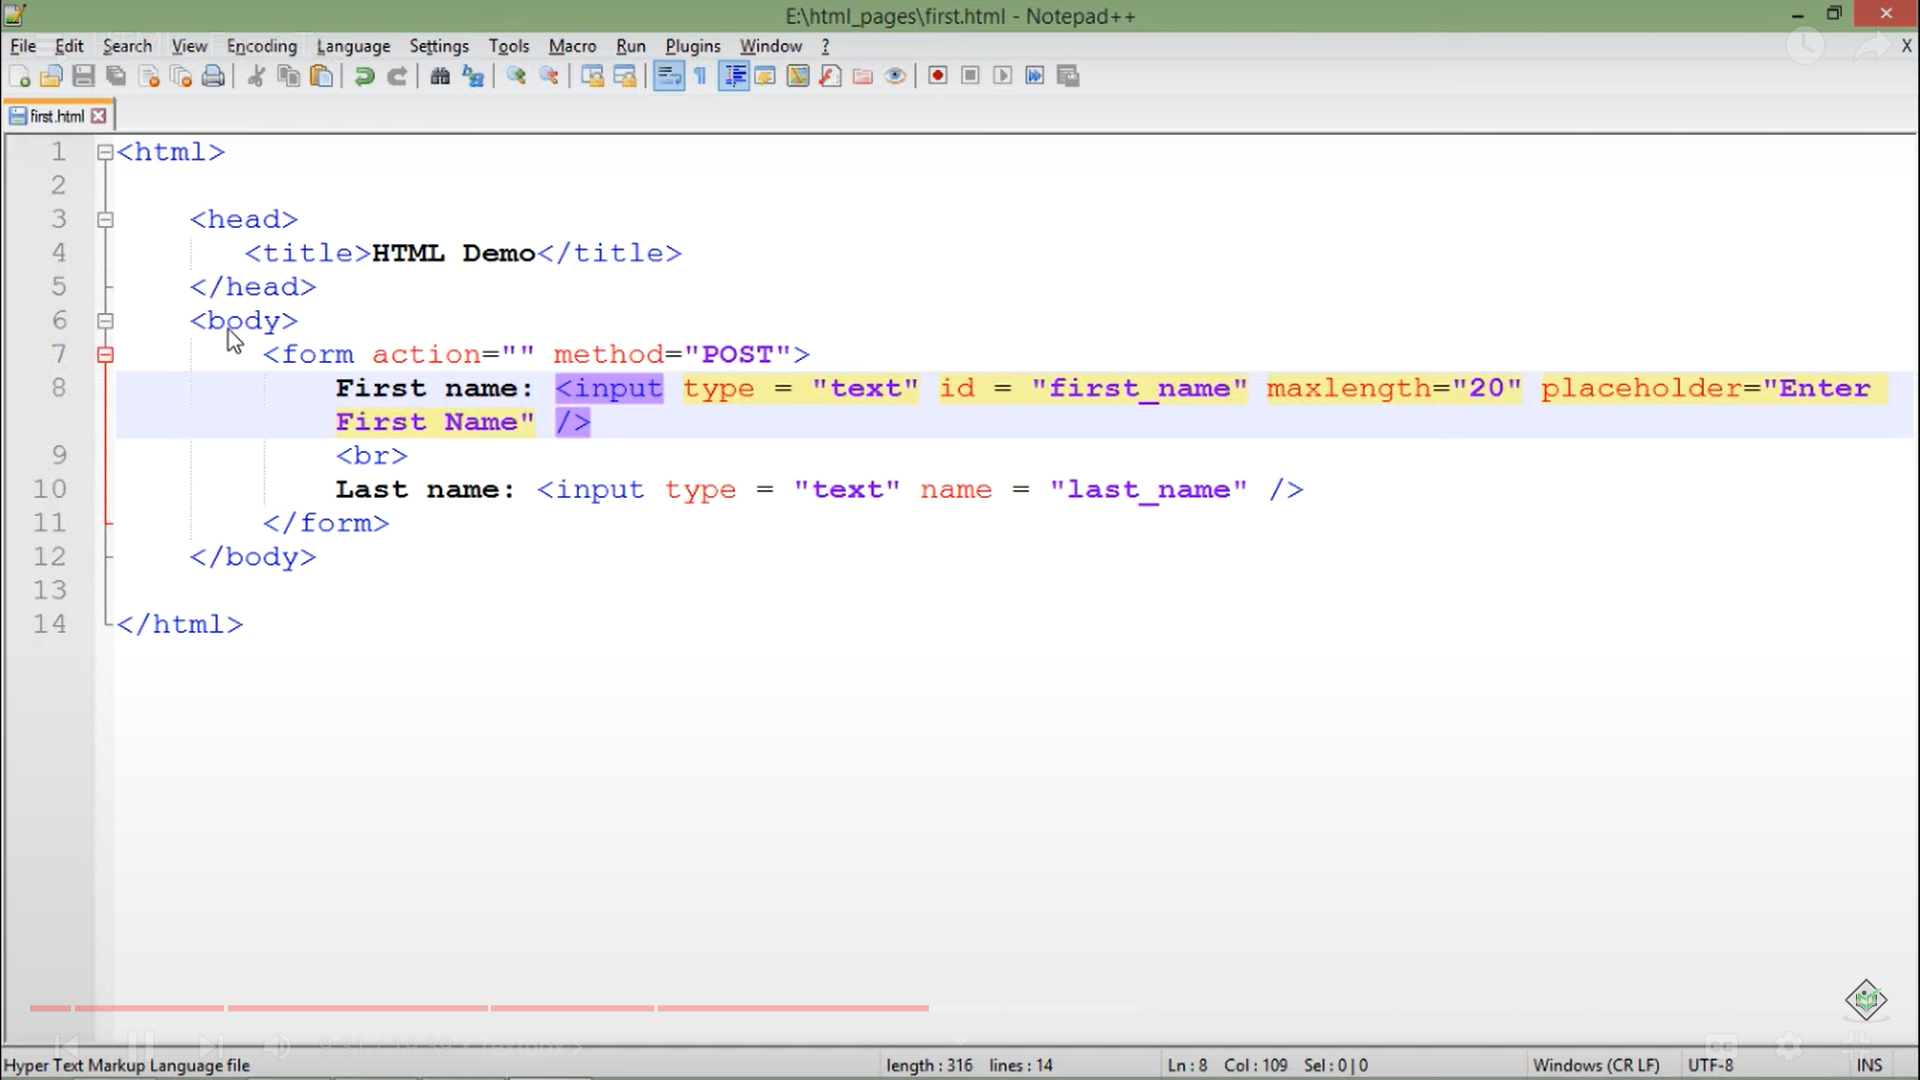 E:\html_pages\first.html - Notepad++
File Edit Search View Encoding Language Settings Tools Macro Run Plugins Window ? X
first.html
1 <html>
2
3 <head>
4 <title>HTML Demo</title>
5 </head>
6 <body>
7 <form action="" method="POST">
8 First name: <input type = "text" id = "first_name" maxlength="20" placeholder="Enter
First Name" />
9 <br>
10 Last name: <input type = "text" name = "last_name" />
11 </form>
12 </body>
13
14 </html>
Hyper Text Markup Language file length : 316 lines : 14 Ln : 8 Col : 109 Sel : 0 | 0 Windows (CR LF) UTF-8 INS